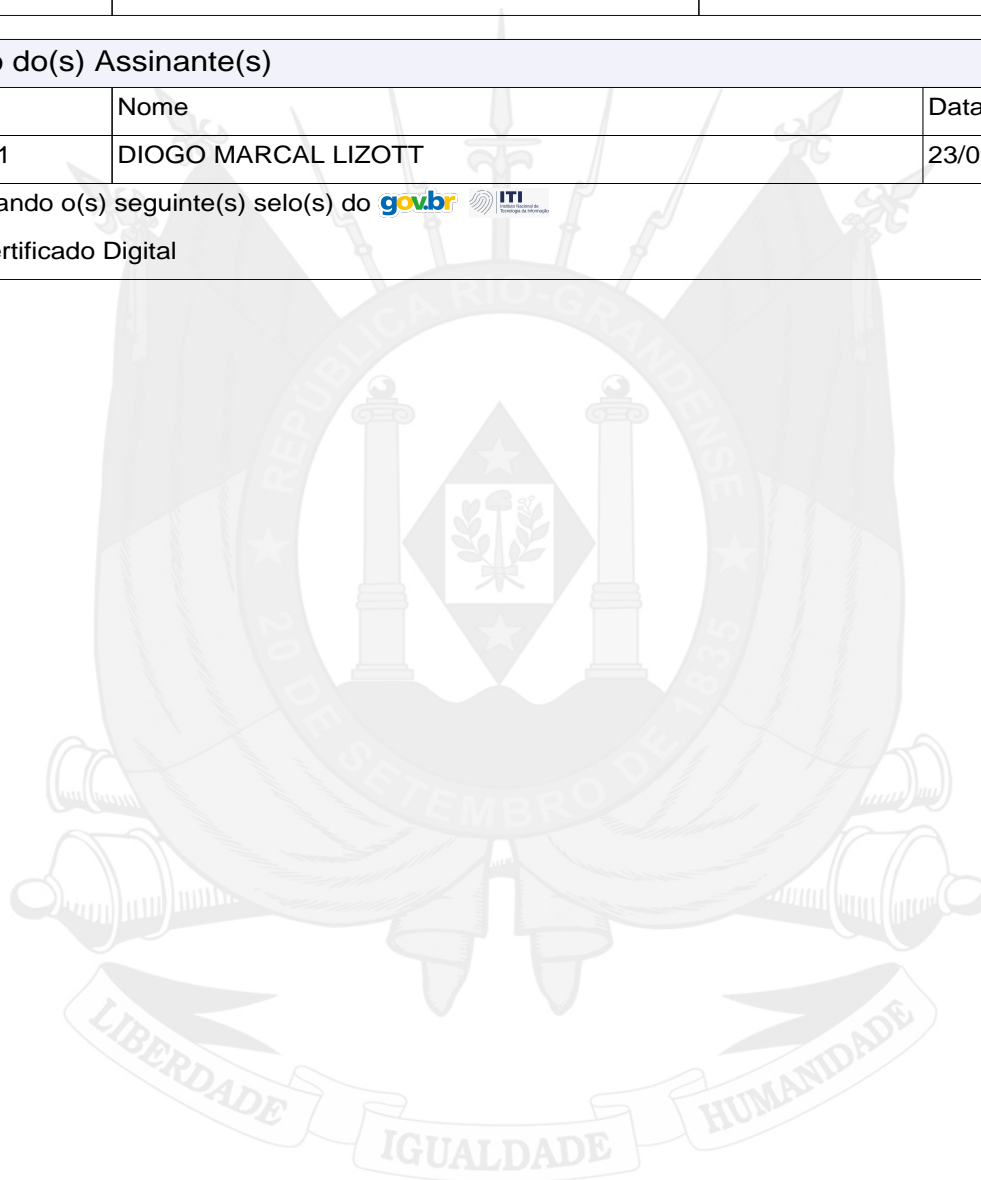 o do(s) Assinante(s)
Nome
Data
1
DIOGO MARCAL LIZOTT
23/0
ando o(s) seguinte(s) selo(s) do gov.br ITI
rtificado Digital
REPÚBLICA RIO-GRANDENSE
20 DE SETEMBRO DE 1835
LIBERDADE
IGUALDADE
HUMANIDADE